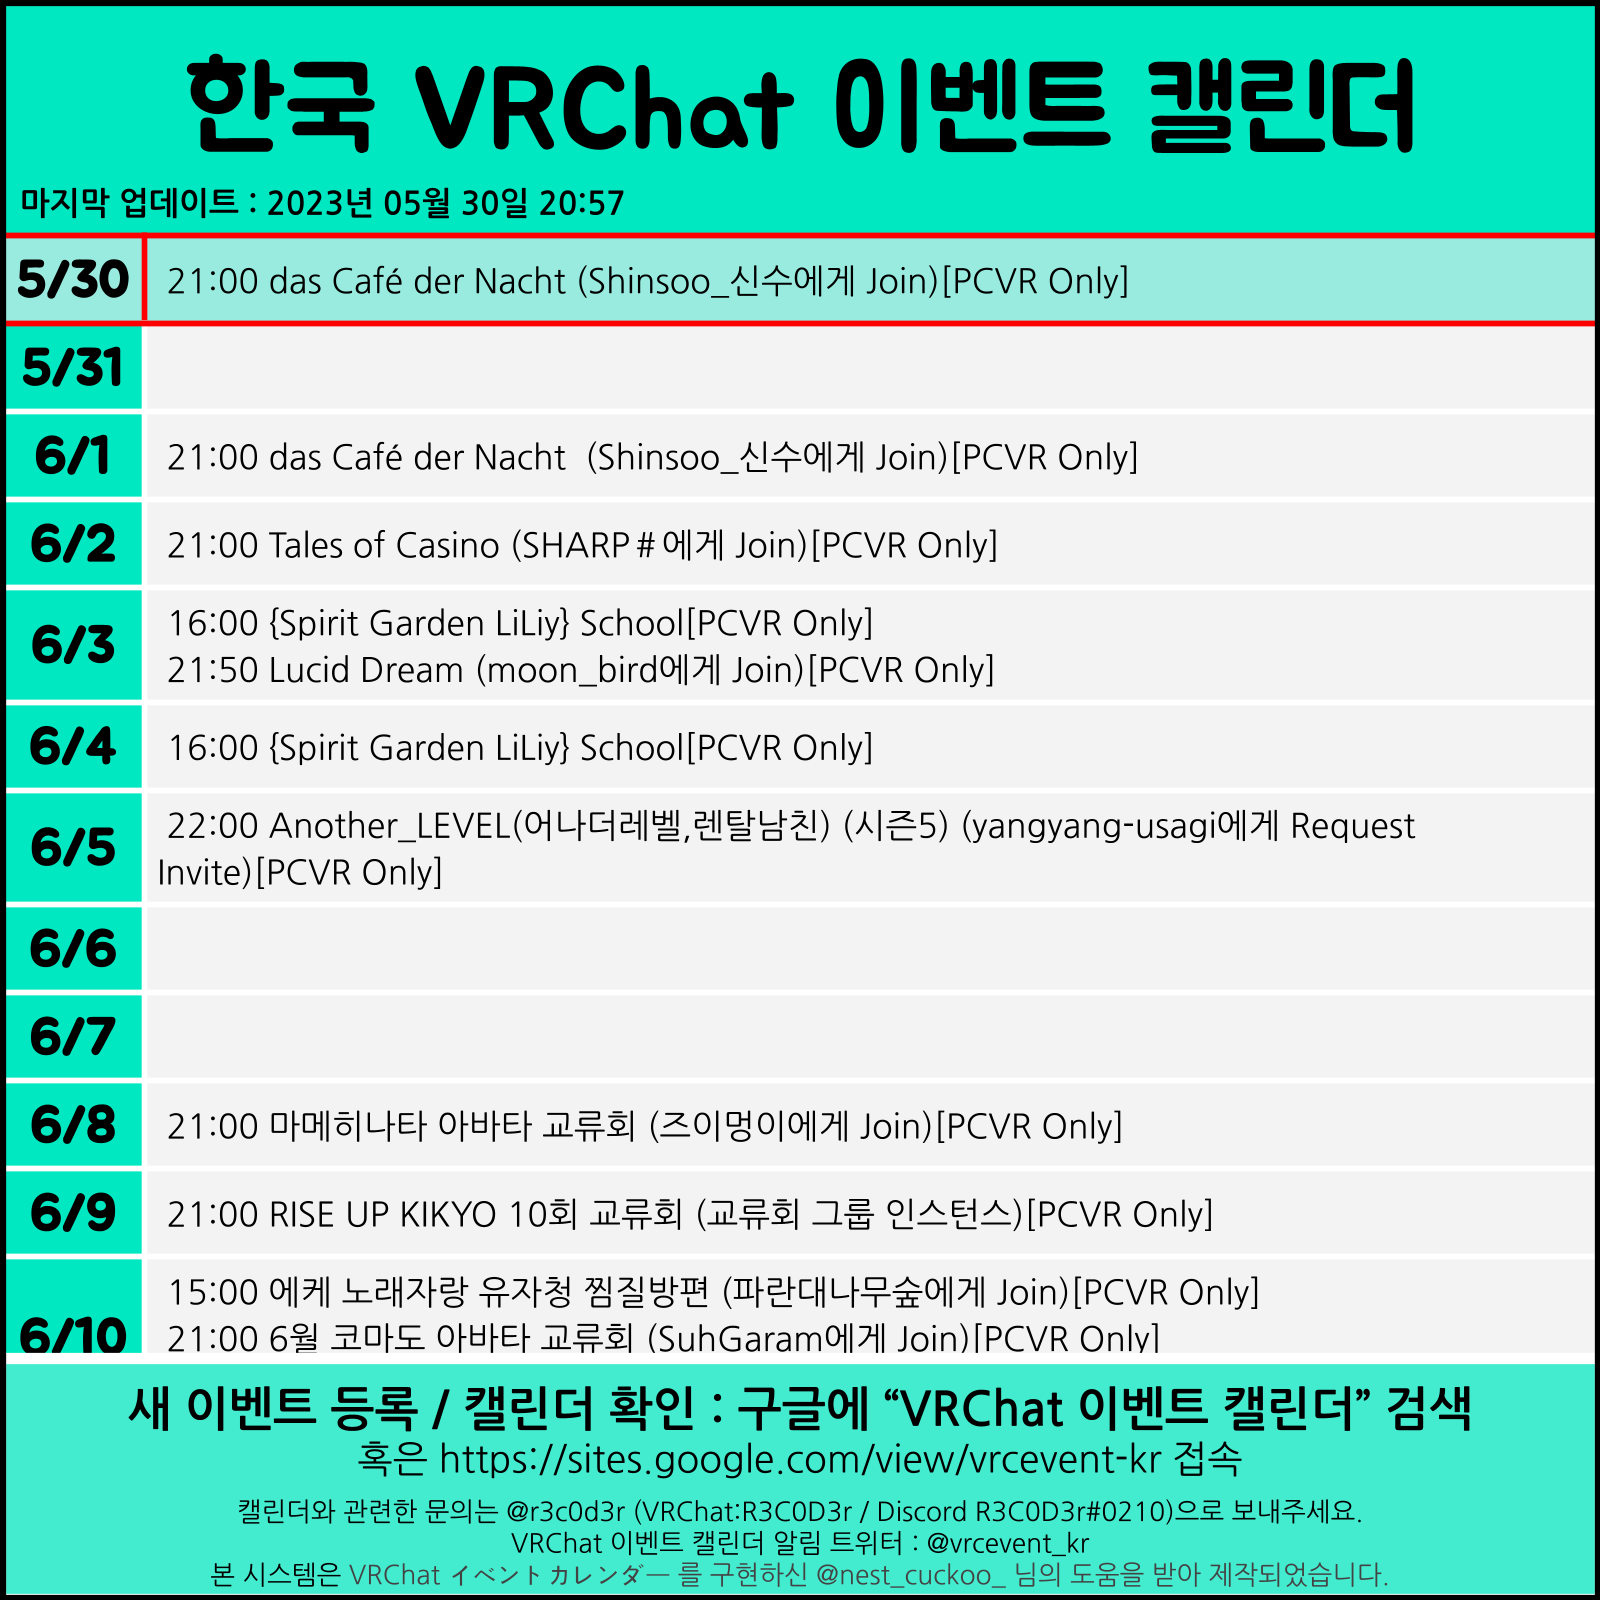 한국 VRChat 이벤트 캘린더
마지막 업데이트 : 2023년 05월 30일 20:57
5/30 21:00 das Café der Nacht (Shinsoo_신수에게 Join)[PCVR Only]
5/31
6/1 21:00 das Café der Nacht (Shinsoo_신수에게 Join)[PCVR Only]
6/2 21:00 Tales of Casino (SHARP#에게 Join)[PCVR Only]
6/3 16:00 {Spirit Garden LiLiy} School[PCVR Only]
21:50 Lucid Dream (moon_bird에게 Join)[PCVR Only]
6/4 16:00 {Spirit Garden LiLiy} School[PCVR Only]
6/5 22:00 Another_LEVEL(어나더레벨,렌탈남친) (시즌5) (yangyang-usagi에게 Request
Invite)[PCVR Only]
6/6
6/7
6/8 21:00 마메히나타 아바타 교류회 (즈이멍이에게 Join)[PCVR Only]
6/9 21:00 RISE UP KIKYO 10회 교류회 (교류회 그룹 인스턴스)[PCVR Only]
6/10 15:00 에케 노래자랑 유자청 찜질방편 (파란대나무숲에게 Join)[PCVR Only]
21:00 6월 코마도 아바타 교류회 (SuhGaram에게 Join)[PCVR Only]
새 이벤트 등록 / 캘린더 확인 : 구글에 “VRChat 이벤트 캘린더” 검색
혹은 https://sites.google.com/view/vrcevent-kr 접속
캘린더와 관련한 문의는 @r3c0d3r (VRChat:R3C0D3r / Discord R3C0D3r#0210)으로 보내주세요.
VRChat 이벤트 캘린더 알림 트위터 : @vrcevent_kr
본 시스템은 VRChat イベントカレンダー 를 구현하신 @nest_cuckoo_ 님의 도움을 받아 제작되었습니다.